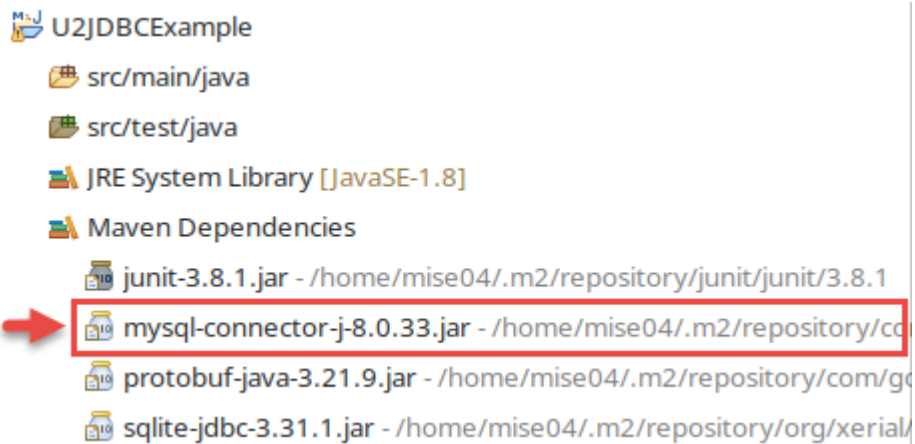 U2JDBCExample
src/main/java
src/test/java
JRE System Library [JavaSE-1.8]
Maven Dependencies
junit-3.8.1.jar - /home/mise04/.m2/repository/junit/junit/3.8.1
mysql-connector-j-8.0.33.jar - /home/mise04/.m2/repository/co
protobuf-java-3.21.9.jar - /home/mise04/.m2/repository/com/go
sqlite-jdbc-3.31.1.jar - /home/mise04/.m2/repository/org/xerial/